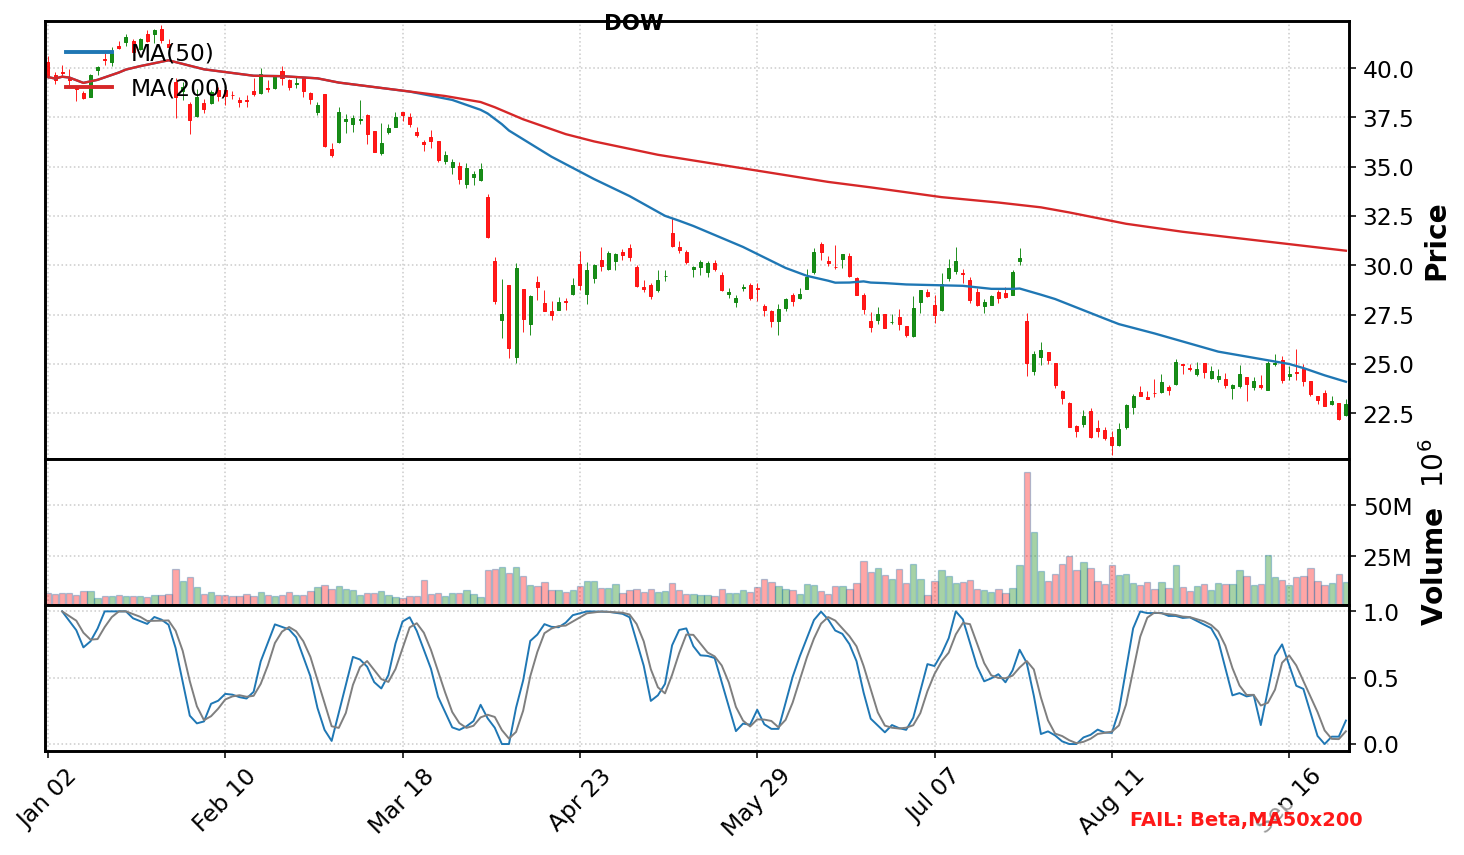 DOW
MA(50)
MA(200)
40.0
37.5
35.0
32.5
30.0
27.5
25.0
22.5
Price
50M
25M
Volume 10^6
1.0
0.5
0.0
Jan 02
Feb 10
Mar 18
Apr 23
May 29
Jul 07
Aug 11
Sep 16
FAIL: Beta,MA50x200